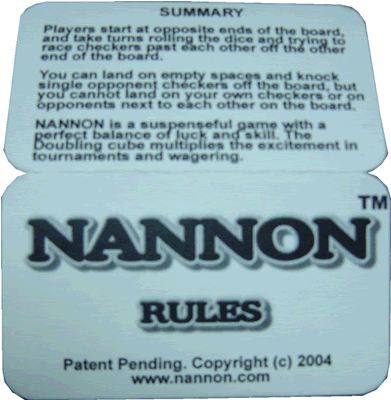 SUMMARY
Players start at opposite ends of the board,
and take turns rolling the dice and trying to
race checkers past each other off the other
end of the board.
You can land on empty spaces and knock
single opponent checkers off the board, but
you cannot land on your own checkers or on
opponents next to each other on the board.
NANNON is a suspenseful game with a
perfect balance of luck and skill. The
Doubling cube multiplies the excitement in
tournaments and wagering.
NANNON™
RULES
Patent Pending. Copyright (c) 2004
www.nannon.com